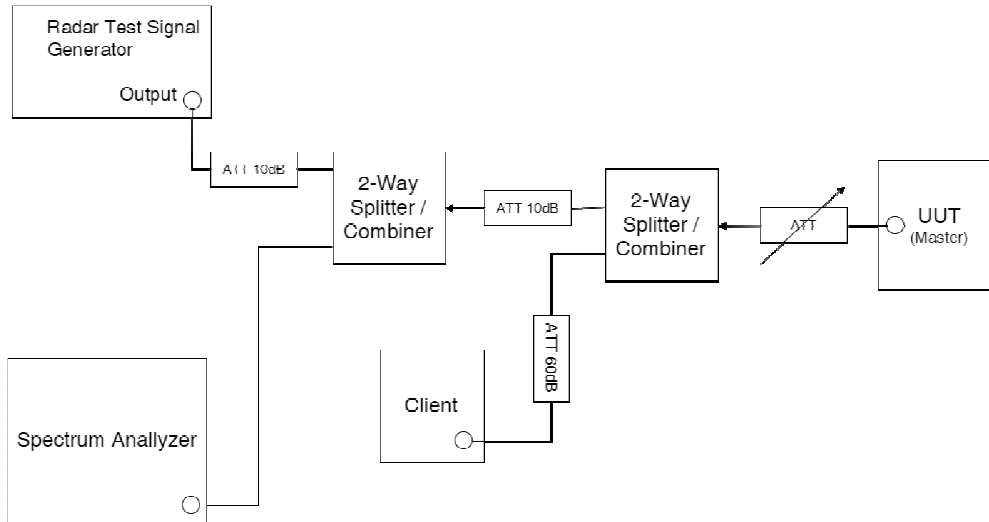 Radar Test Signal
Generator
Output
ATT 10dB
2-Way
Splitter /
Combiner
ATT 10dB
2-Way
Splitter /
Combiner
ATT
UUT
(Master)
ATT 60dB
Client
Spectrum Anallyzer